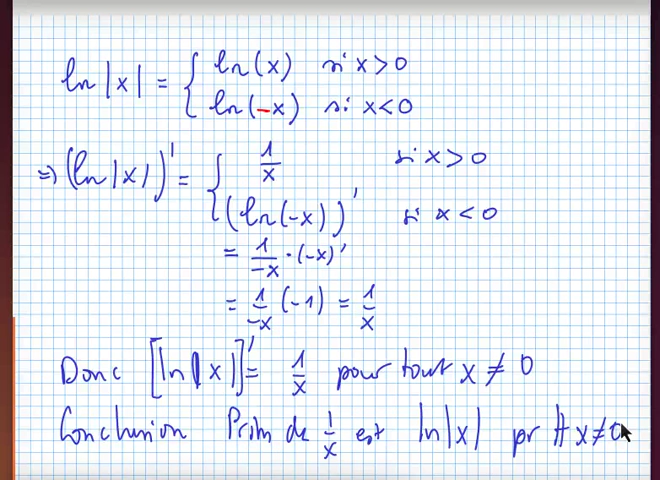 ln|x| = { ln(x) si x>0
ln(-x) si x<0
=> (ln|x|)' = { 1/x si x>0
(ln(-x))' si x<0
= 1/-x · (-x)'
= 1/-x (-1) = 1/x
Donc [ln|x)]' = 1/x pour tout x ≠ 0
Conclusion Prim de 1/x est ln|x| pr tt x≠0